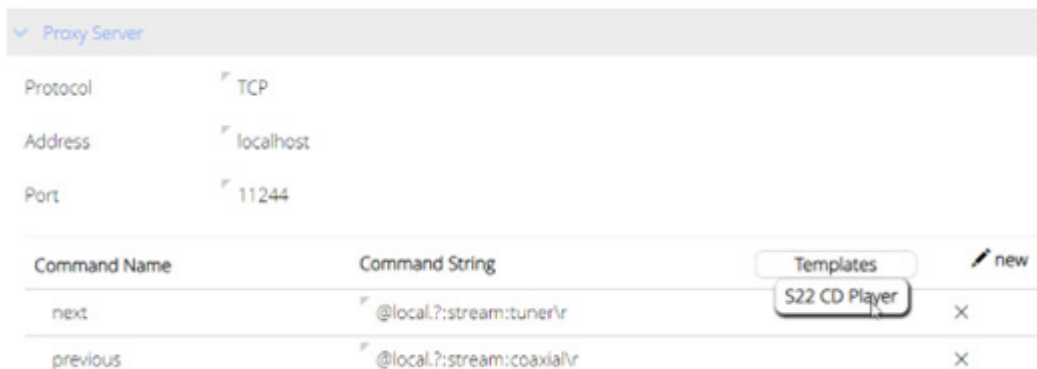 Proxy Server
Protocol TCP
Address localhost
Port 11244
Command Name Command String Templates new
S22 CD Player
next @local.?:stream:tuner\r
previous @local.?:stream:coaxial\r